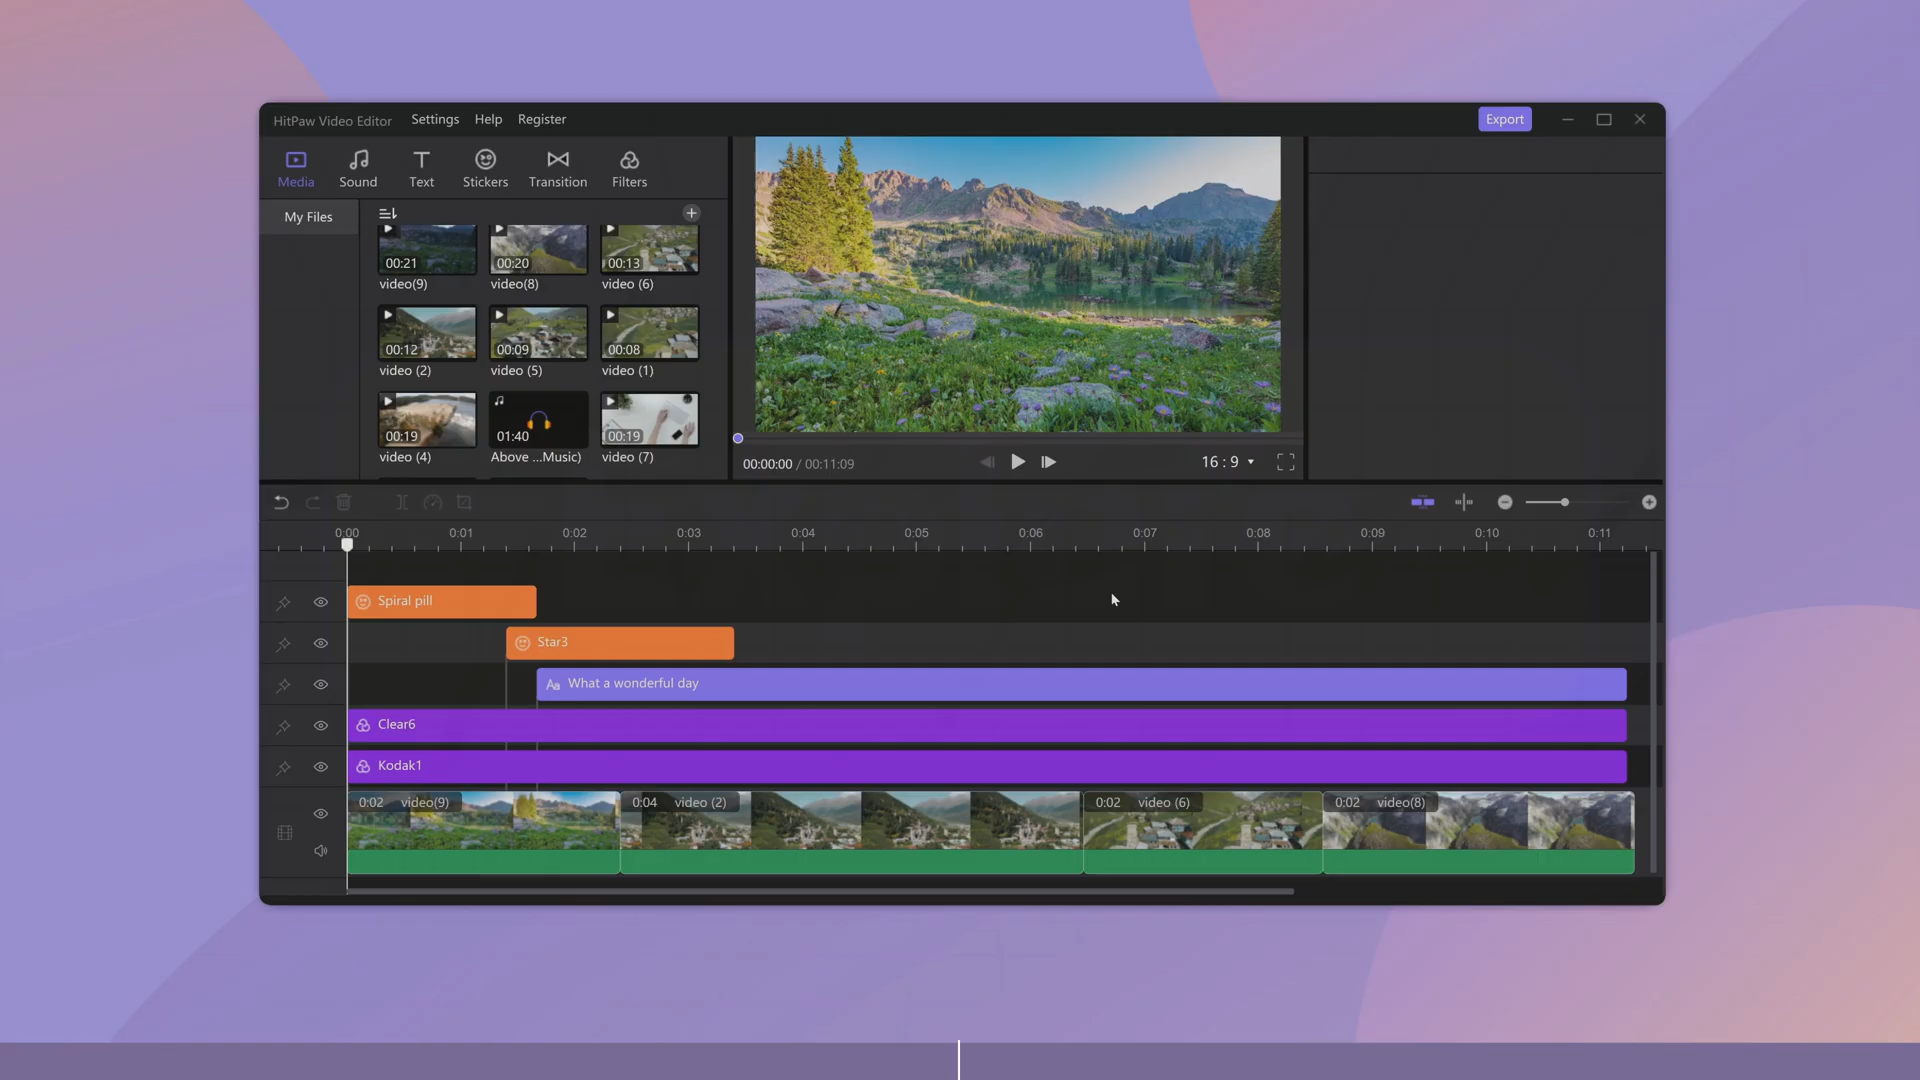 HitPaw Video Editor Settings Help Register Export
Media Sound Text Stickers Transition Filters
My Files
00:21 00:20 00:13
video(9) video(8) video (6)
00:12 00:09 00:08
video (2) video (5) video (1)
00:19 01:40 00:19
video (4) Above ...Music) video (7)
00:00:00 / 00:11:09 16 : 9
0:00 0:01 0:02 0:03 0:04 0:05 0:06 0:07 0:08 0:09 0:10 0:11
Spiral pill
Star3
Aa What a wonderful day
Clear6
Kodak1
0:02 video(9) 0:04 video (2) 0:02 video (6) 0:02 video(8)